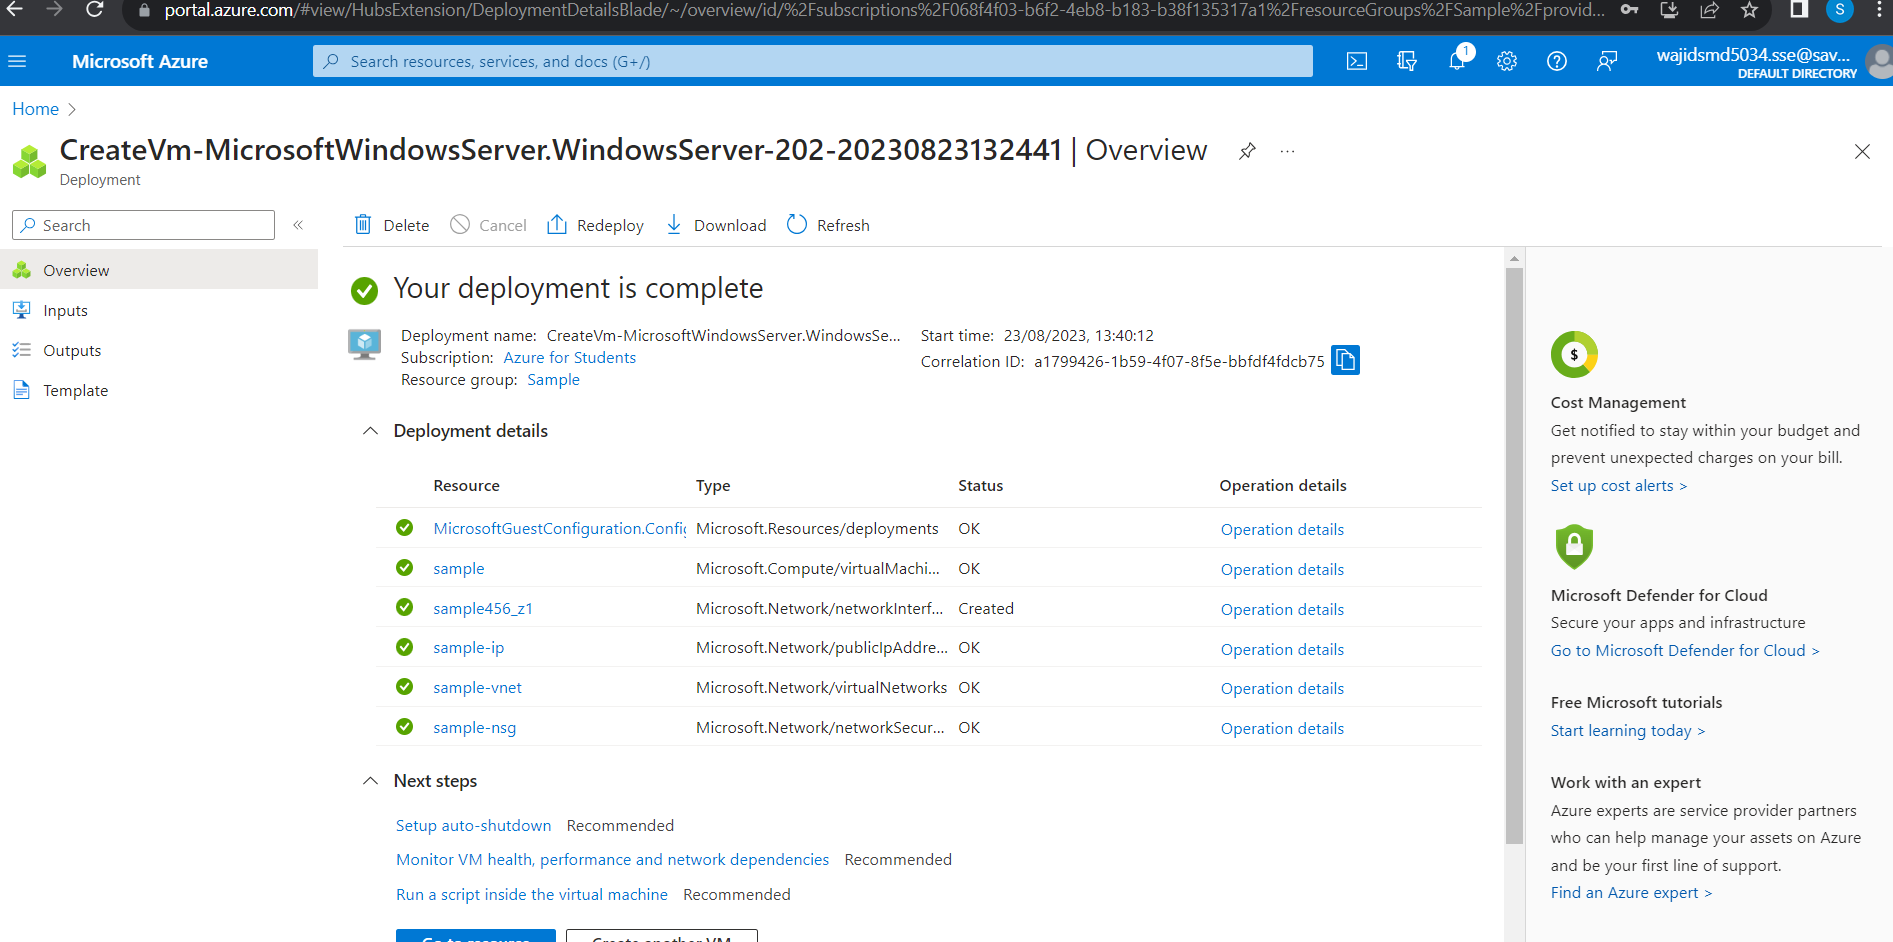 portal.azure.com/#view/HubsExtension/DeploymentDetailsBlade/~/overview/id/%2Fsubscriptions%2F068f4f03-b6f2-4eb8-b183-b38f135317a1%2FresourceGroups%2FSample%2Fprovid...
S
Microsoft Azure
Search resources, services, and docs (G+/)
1
wajidsmd5034.sse@sav...
DEFAULT DIRECTORY
Home
CreateVm-MicrosoftWindowsServer.WindowsServer-202-20230823132441 | Overview
Deployment
Search
Overview
Inputs
Outputs
Template
Delete Cancel Redeploy Download Refresh
Your deployment is complete
Deployment name: CreateVm-MicrosoftWindowsServer.WindowsSe...
Subscription: Azure for Students
Resource group: Sample
Start time: 23/08/2023, 13:40:12
Correlation ID: a1799426-1b59-4f07-8f5e-bbfdf4fdcb75
Deployment details
Resource Type Status Operation details
MicrosoftGuestConfiguration.Config Microsoft.Resources/deployments OK Operation details
sample Microsoft.Compute/virtualMachi... OK Operation details
sample456_z1 Microsoft.Network/networkInterf... Created Operation details
sample-ip Microsoft.Network/publicIpAddre... OK Operation details
sample-vnet Microsoft.Network/virtualNetworks OK Operation details
sample-nsg Microsoft.Network/networkSecur... OK Operation details
Next steps
Setup auto-shutdown Recommended
Monitor VM health, performance and network dependencies Recommended
Run a script inside the virtual machine Recommended
Go to resource Create another VM
$
Cost Management
Get notified to stay within your budget and
prevent unexpected charges on your bill.
Set up cost alerts >
Microsoft Defender for Cloud
Secure your apps and infrastructure
Go to Microsoft Defender for Cloud >
Free Microsoft tutorials
Start learning today >
Work with an expert
Azure experts are service provider partners
who can help manage your assets on Azure
and be your first line of support.
Find an Azure expert >